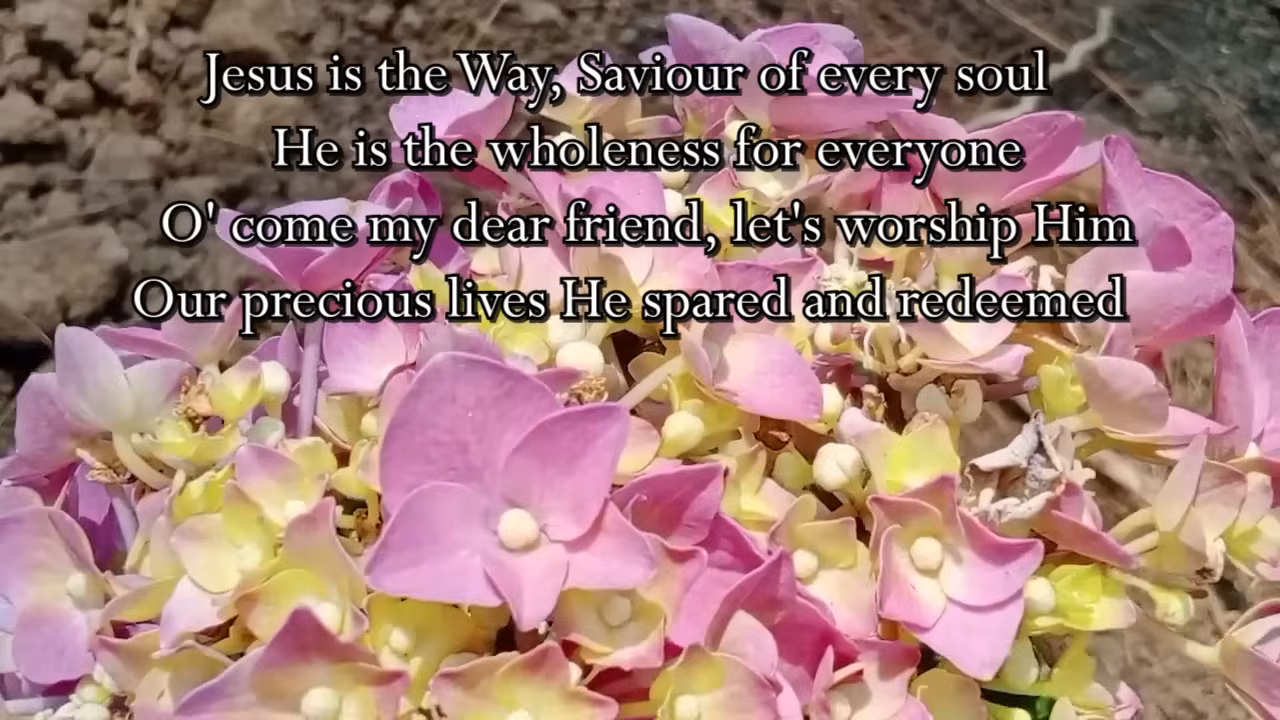 Jesus is the Way, Saviour of every soul
He is the wholeness for everyone
O' come my dear friend, let's worship Him
Our precious lives He spared and redeemed